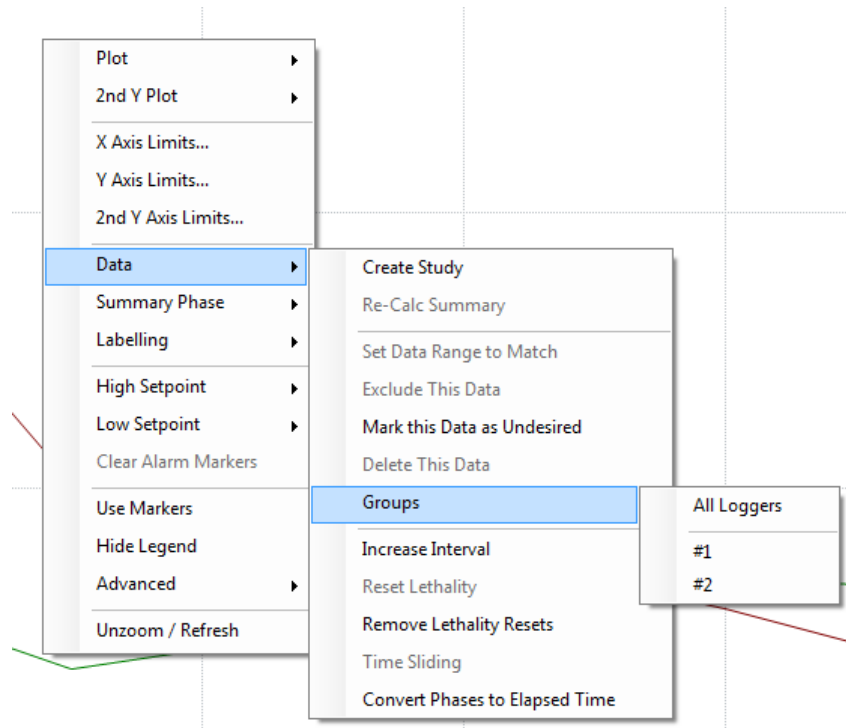 Plot
2nd Y Plot
X Axis Limits...
Y Axis Limits...
2nd Y Axis Limits...
Data
Summary Phase
Labelling
High Setpoint
Low Setpoint
Clear Alarm Markers
Use Markers
Hide Legend
Advanced
Unzoom / Refresh
Create Study
Re-Calc Summary
Set Data Range to Match
Exclude This Data
Mark this Data as Undesired
Delete This Data
Groups
Increase Interval
Reset Lethality
Remove Lethality Resets
Time Sliding
Convert Phases to Elapsed Time
All Loggers
#1
#2